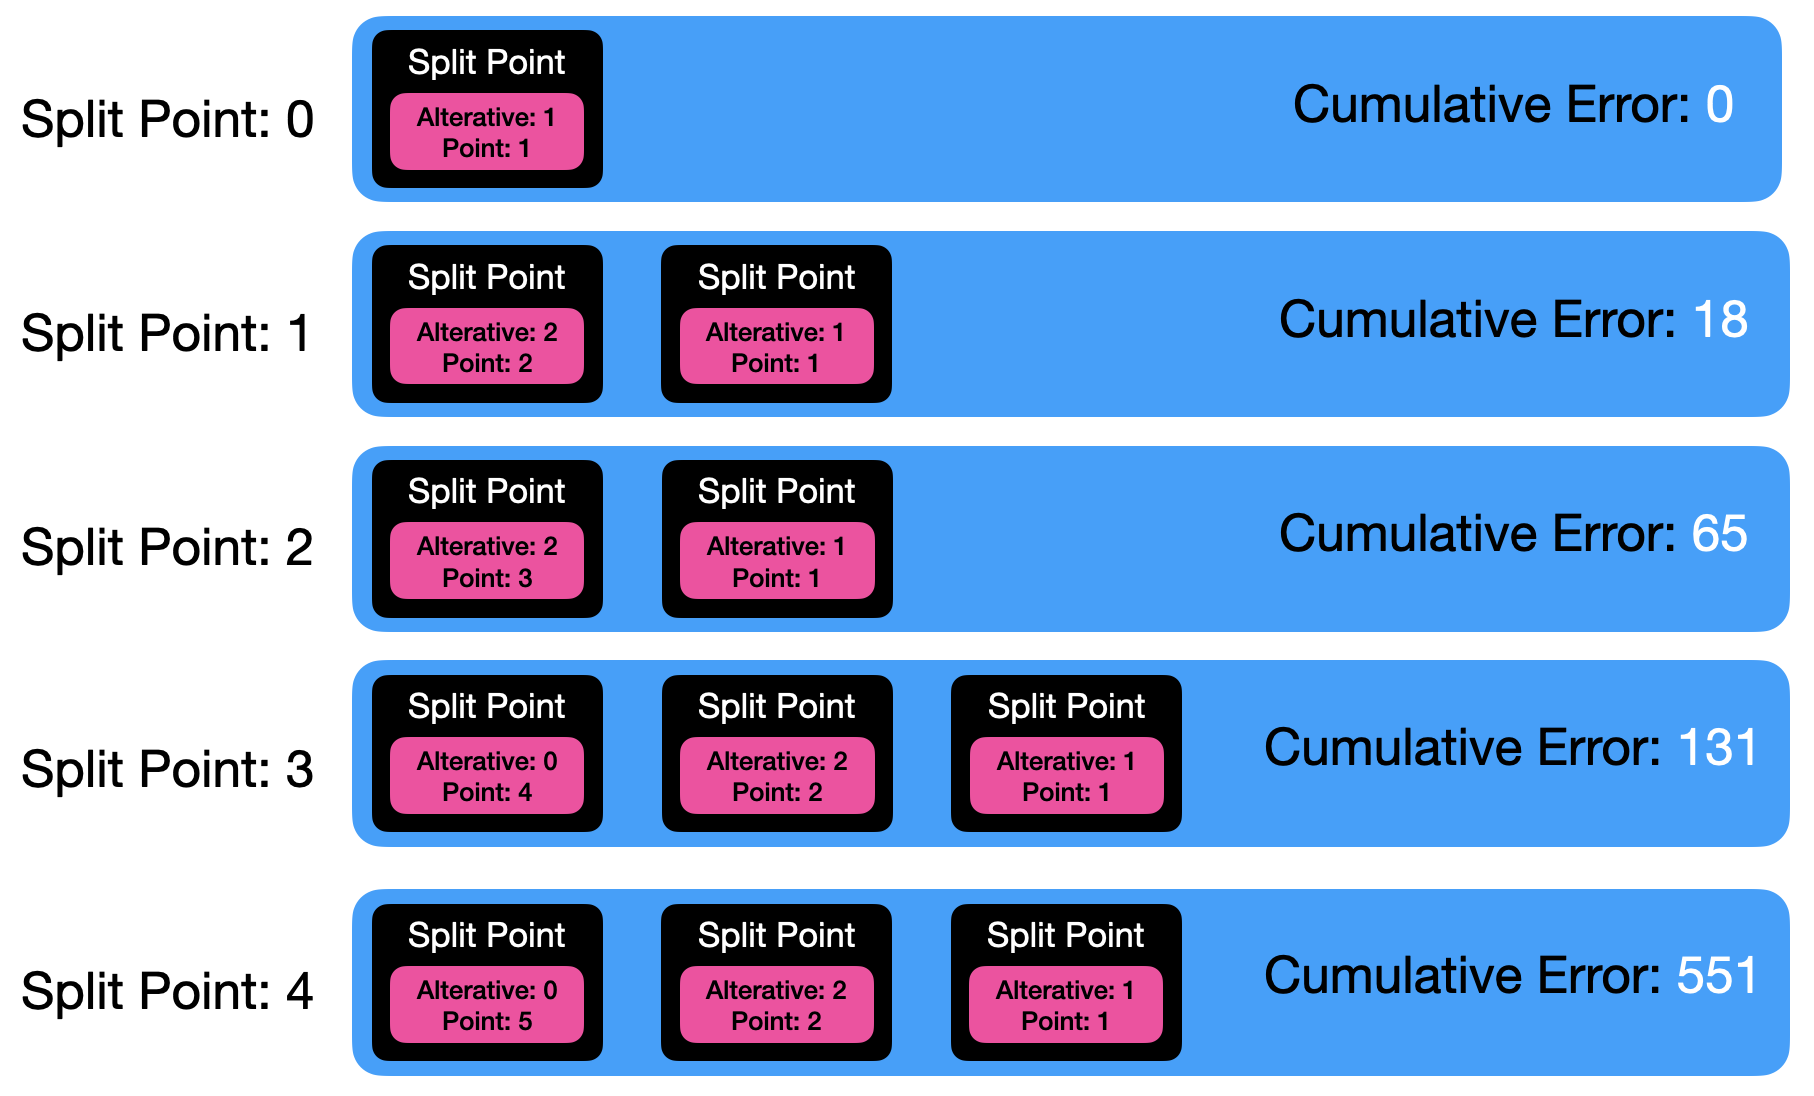 Split Point: 0
Split Point
Alterative: 1
Point: 1
Cumulative Error: 0
Split Point: 1
Split Point
Alterative: 2
Point: 2
Split Point
Alterative: 1
Point: 1
Cumulative Error: 18
Split Point: 2
Split Point
Alterative: 2
Point: 3
Split Point
Alterative: 1
Point: 1
Cumulative Error: 65
Split Point: 3
Split Point
Alterative: 0
Point: 4
Split Point
Alterative: 2
Point: 2
Split Point
Alterative: 1
Point: 1
Cumulative Error: 131
Split Point: 4
Split Point
Alterative: 0
Point: 5
Split Point
Alterative: 2
Point: 2
Split Point
Alterative: 1
Point: 1
Cumulative Error: 551